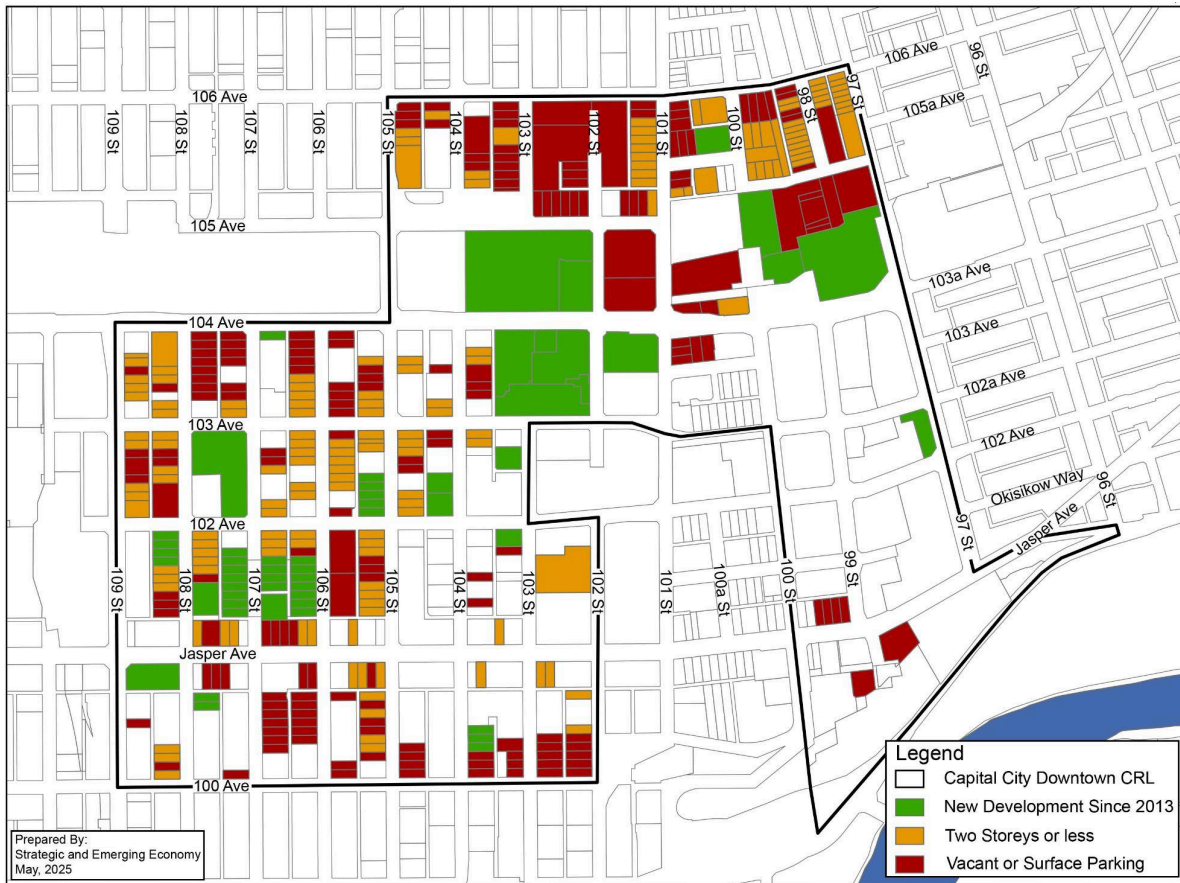 106 Ave
96 St
97 St
105a Ave
106 Ave
109 St
108 St
107 St
106 St
105 St
104 St
103 St
102 St
101 St
100 St
98 St
105 Ave
103a Ave
104 Ave
103 Ave
102a Ave
103 Ave
102 Ave
Okisikow Way
96 St
102 Ave
97 St
Jasper Ave
109 St
108 St
107 St
106 St
105 St
104 St
103 St
102 St
101 St
100a St
100 St
99 St
Jasper Ave
100 Ave
Legend
Capital City Downtown CRL
New Development Since 2013
Two Storeys or less
Vacant or Surface Parking
Prepared By:
Strategic and Emerging Economy
May, 2025